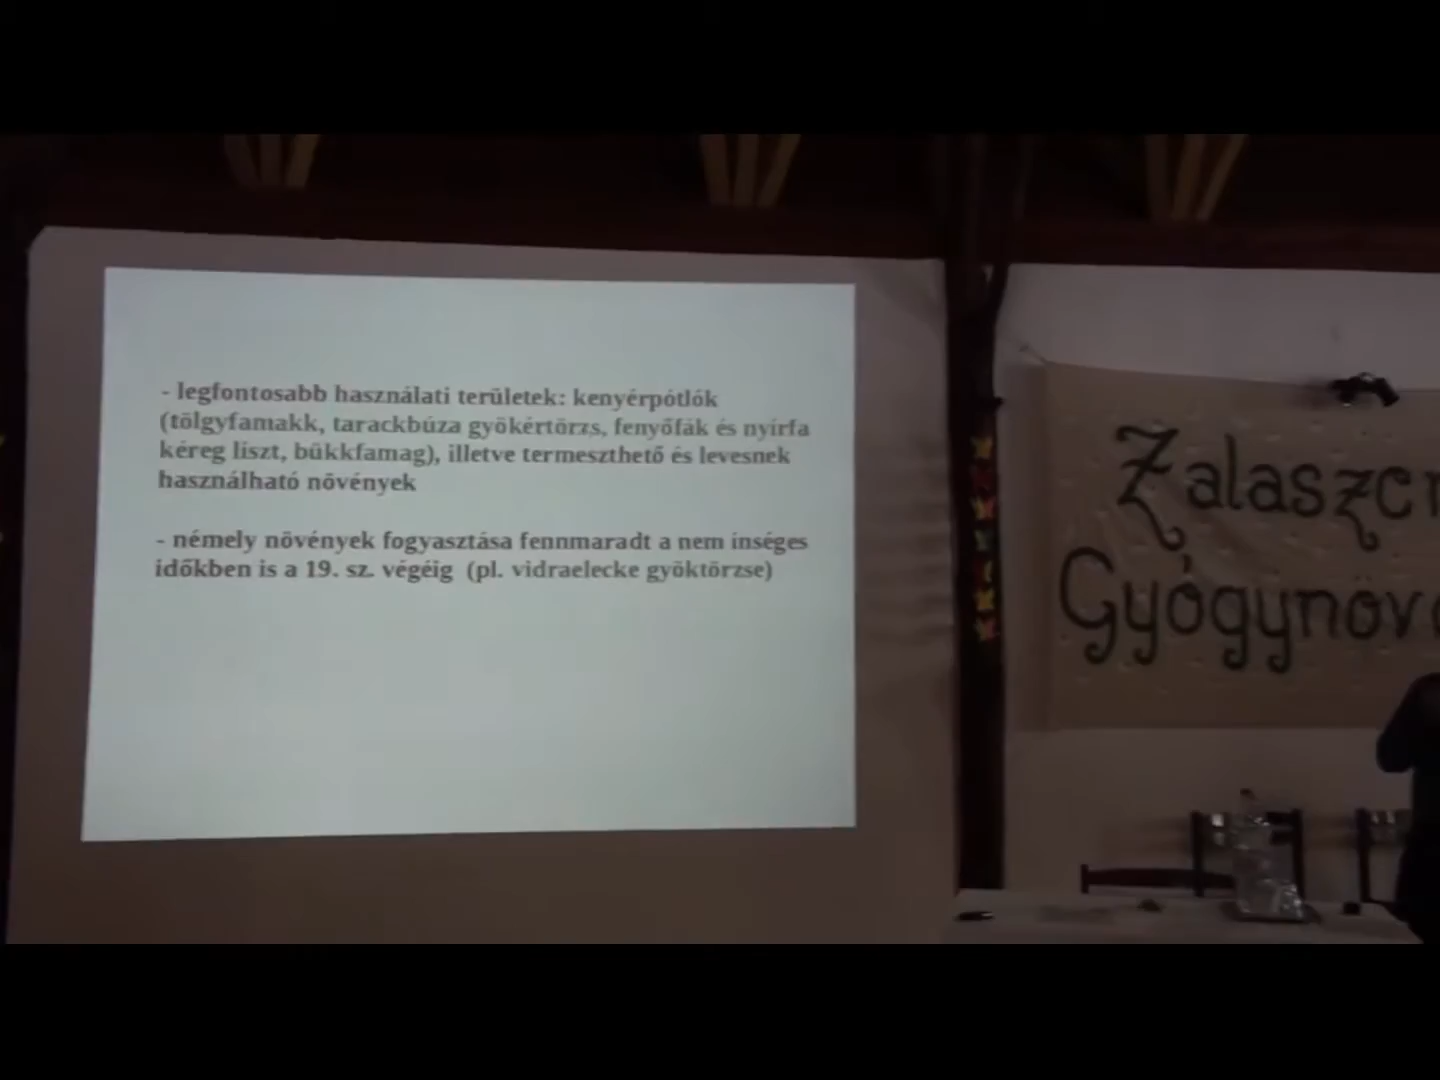 - legfontosabb használati területek: kenyérpótlók
(tölgyfamakk, tarackbúza gyökértörzs, fenyőfák és nyírfa
kéreg liszt, bükkfamag), illetve termeszthető és levesnek
használható növények
- némely növények fogyasztása fennmaradt a nem ínséges
időkben is a 19. sz. végéig (pl. vidraelecke gyöktörzse)
Zalaszen
Gyógynöv